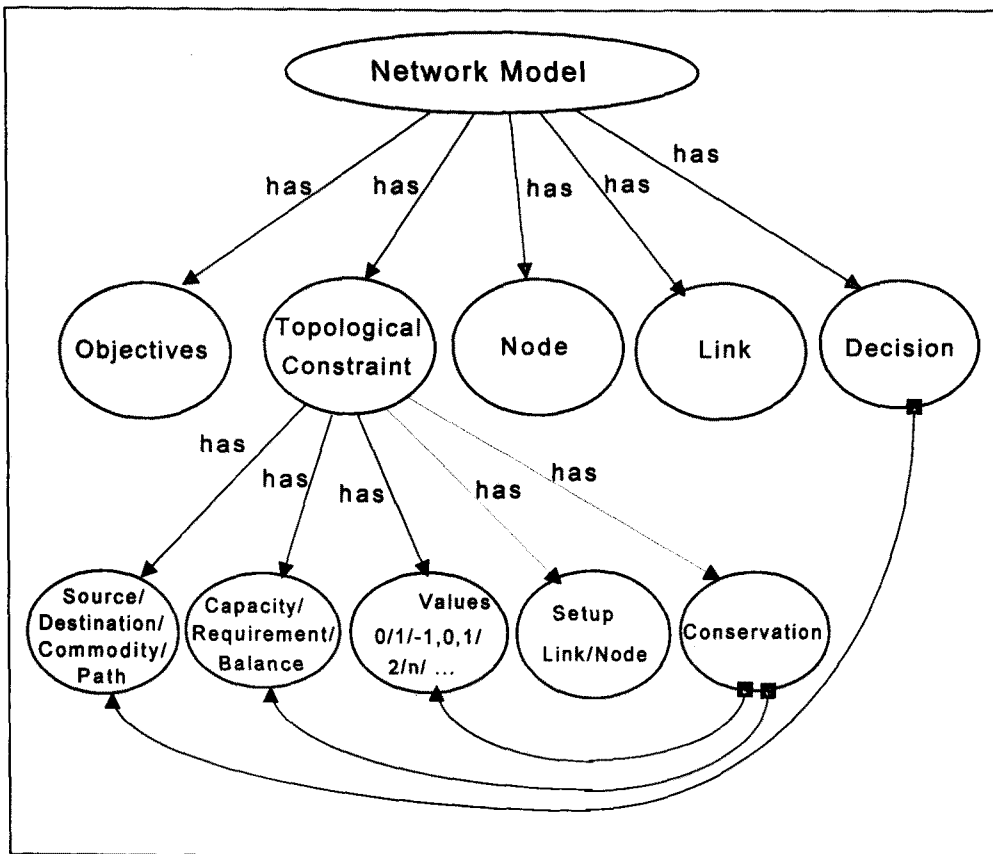 Network Model
has
has
has
has
has
Objectives
Topological
Constraint
Node
Link
Decision
has
has
has
has
has
Source/
Destination/
Commodity/
Path
Capacity/
Requirement/
Balance
Values
0/1/-1,0,1/
2/n/ ...
Setup
Link/Node
Conservation